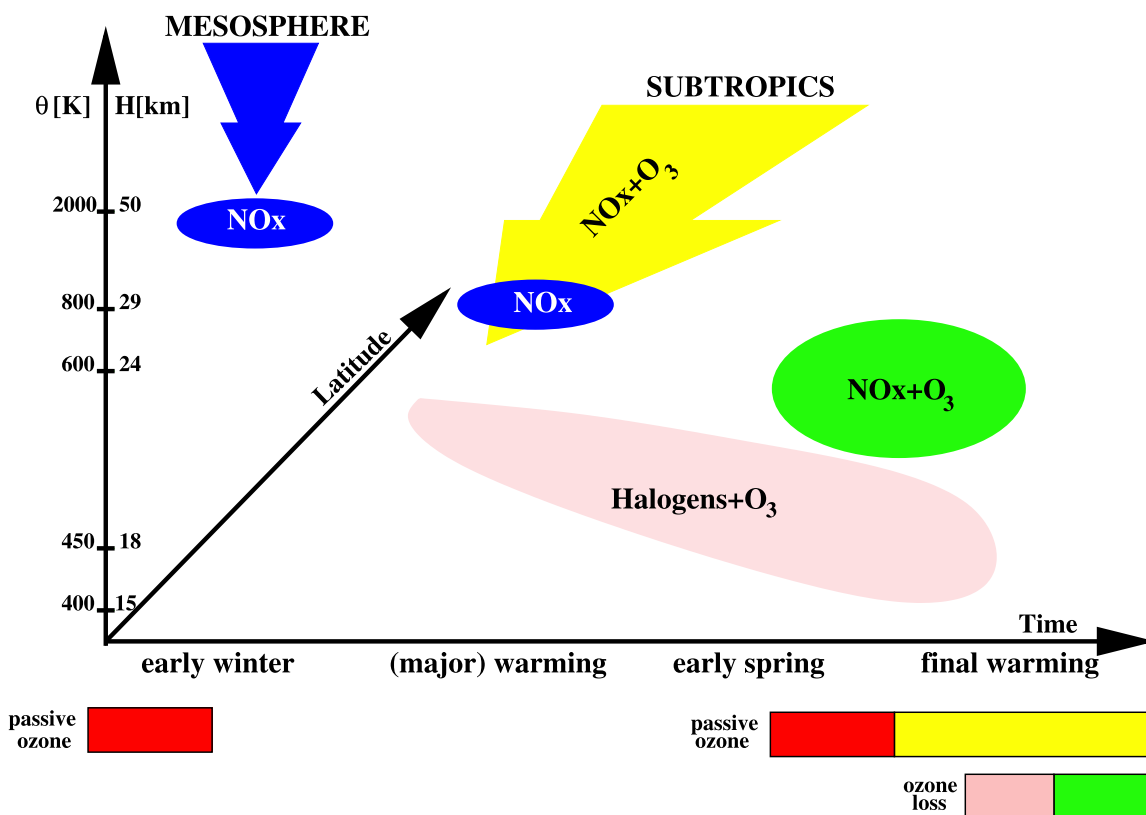 MESOSPHERE
SUBTROPICS
θ [K] H[km]
NOx+O3
2000 50
NOx
800 29
NOx
600 24
Latitude
NOx+O3
Halogens+O3
450 18
400 15
Time
early winter (major) warming early spring final warming
passive
ozone
passive
ozone
ozone
loss